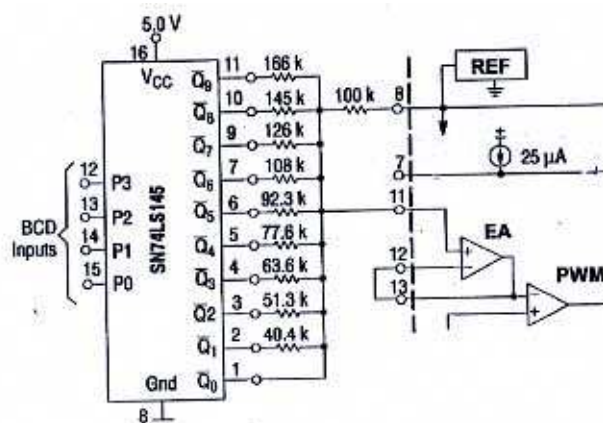 5.0 V
16
VCC
SN74LS145
BCD
Inputs
12 P3
13 P2
14 P1
15 P0
Q9 11 166 k
Q8 10 145 k
Q7 9 126 k
Q6 7 108 k
Q5 6 92.3 k
Q4 5 77.6 k
Q3 4 63.6 k
Q2 3 51.3 k
Q1 2 40.4 k
Q0 1
Gnd
8
100 k
8
REF
7
25 µA
11
EA
12
13
PWM